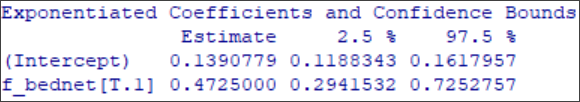 Exponentiated Coefficients and Confidence Bounds
Estimate 2.5 % 97.5 %
(Intercept) 0.1390779 0.1188343 0.1617957
f_bednet[T.1] 0.4725000 0.2941532 0.7252757